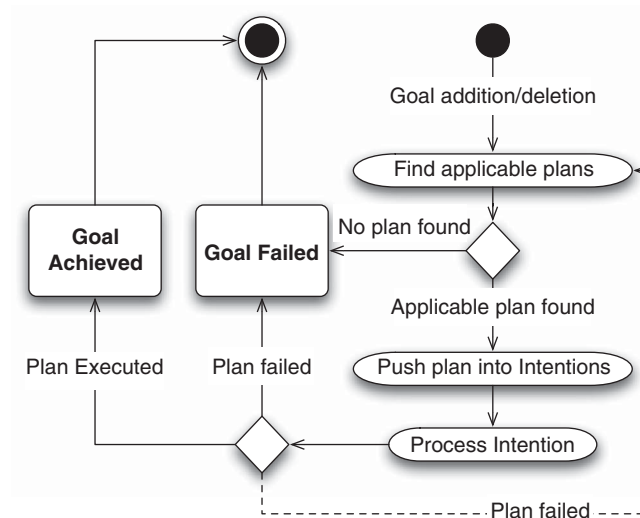 Goal addition/deletion
Find applicable plans
No plan found
Goal
Achieved
Goal Failed
Applicable plan found
Plan Executed
Plan failed
Push plan into Intentions
Process Intention
Plan failed